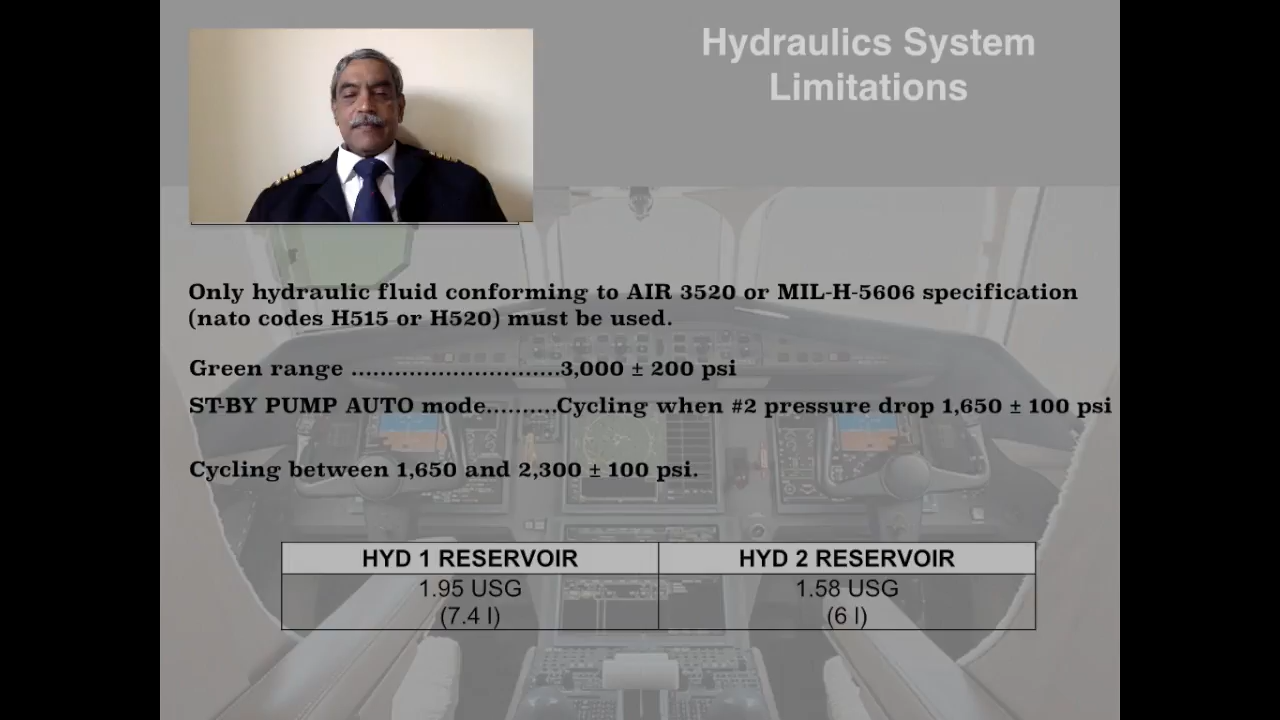 Hydraulics System
Limitations
Only hydraulic fluid conforming to AIR 3520 or MIL-H-5606 specification
(nato codes H515 or H520) must be used.
Green range .............................3,000 ± 200 psi
ST-BY PUMP AUTO mode..........Cycling when #2 pressure drop 1,650 ± 100 psi
Cycling between 1,650 and 2,300 ± 100 psi.
HYD 1 RESERVOIR HYD 2 RESERVOIR
1.95 USG 1.58 USG
(7.4 l) (6 l)